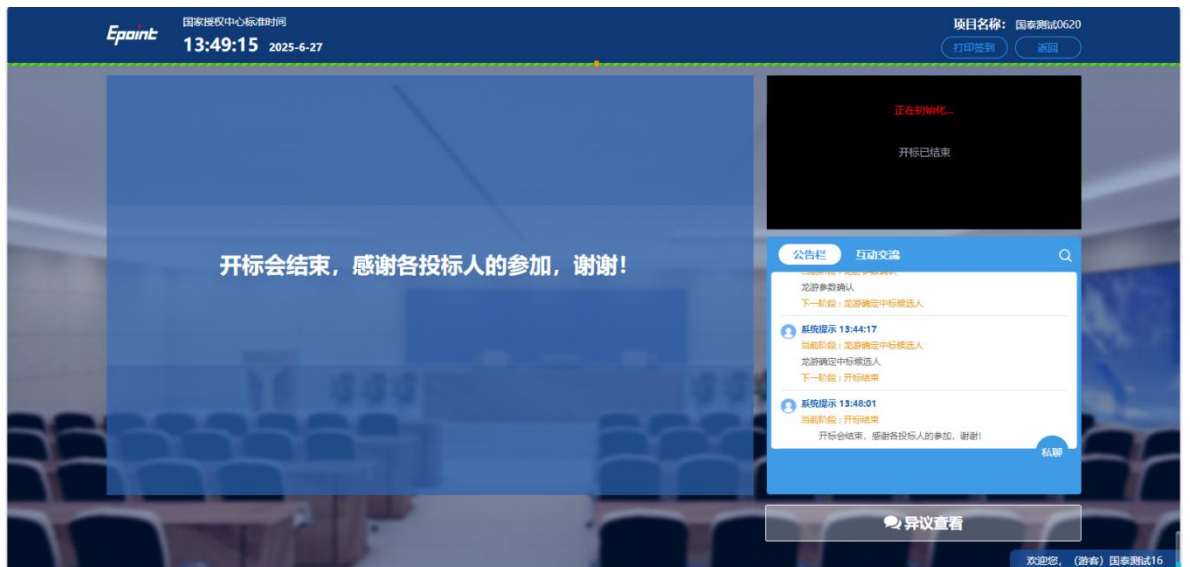 Epoint
国家授权中心标准时间
13:49:15 2025-6-27
项目名称: 国泰测试0620
打印签到 返回
正在初始化...
开标已结束
开标会结束，感谢各投标人的参加，谢谢！
公告栏 互动交流
龙游参数确认
下一阶段：龙游确定中标候选人
系统提示 13:44:17
当前阶段：龙游确定中标候选人
龙游确定中标候选人
下一阶段：开标结束
系统提示 13:48:01
当前阶段：开标结束
开标会结束，感谢各投标人的参加，谢谢！
私聊
异议查看
欢迎您，（游客）国泰测试16